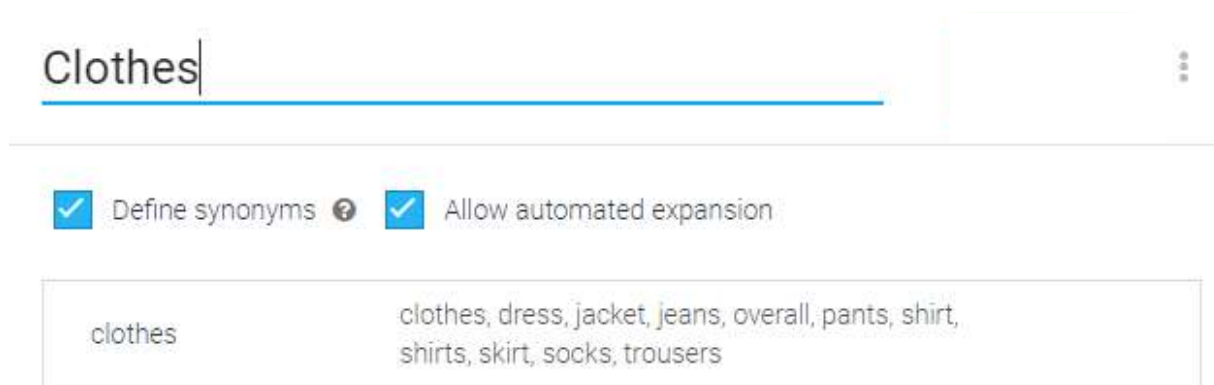 Clothes
Define synonyms ? Allow automated expansion
clothes
clothes, dress, jacket, jeans, overall, pants, shirt,
shirts, skirt, socks, trousers